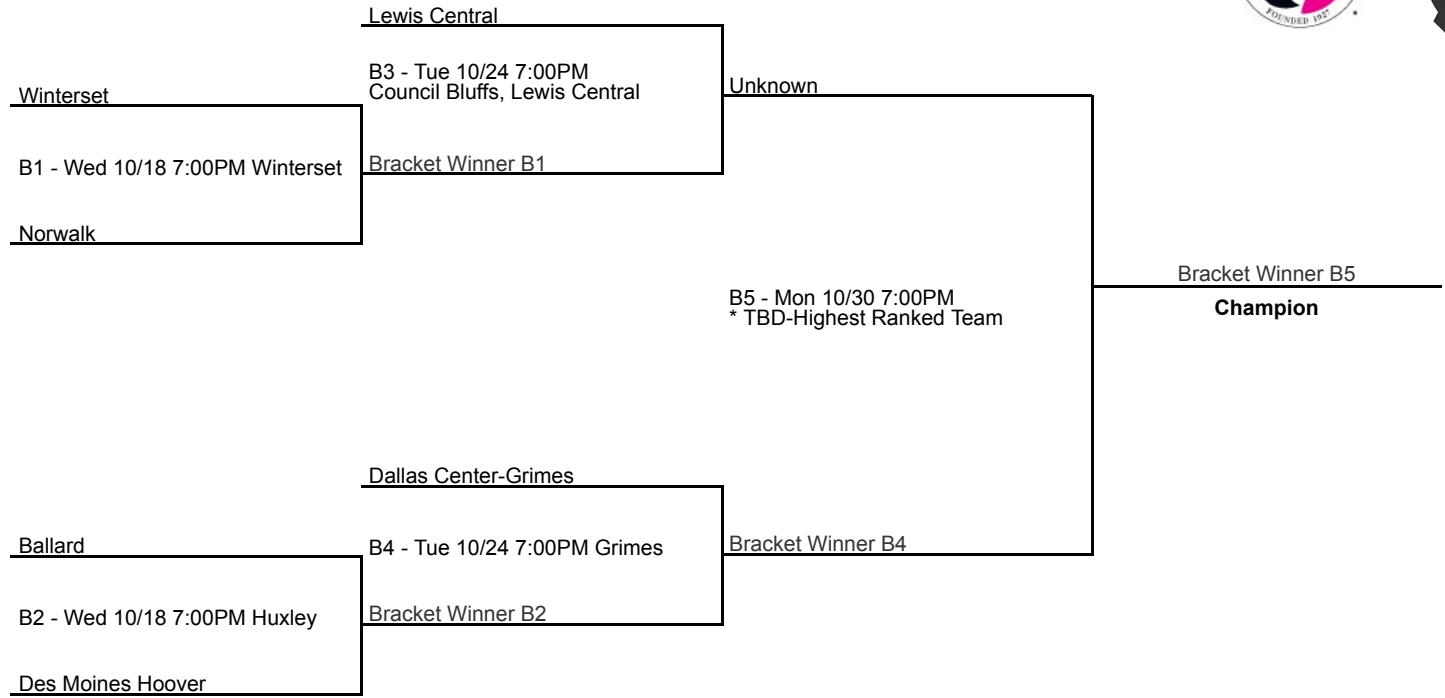 Lewis Central
FOUNDED 1927
B3 - Tue 10/24 7:00PM
Council Bluffs, Lewis Central
Winterset
Unknown
B1 - Wed 10/18 7:00PM Winterset
Bracket Winner B1
Norwalk
Bracket Winner B5
B5 - Mon 10/30 7:00PM
* TBD-Highest Ranked Team
Champion
Dallas Center-Grimes
Ballard
B4 - Tue 10/24 7:00PM Grimes
Bracket Winner B4
B2 - Wed 10/18 7:00PM Huxley
Bracket Winner B2
Des Moines Hoover